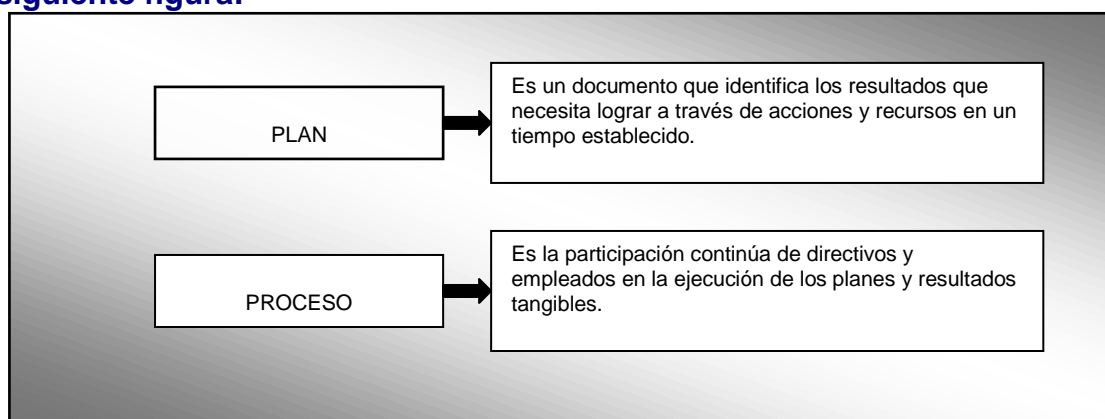 siguiente figura:
PLAN
Es un documento que identifica los resultados que
necesita lograr a través de acciones y recursos en un
tiempo establecido.
PROCESO
Es la participación continúa de directivos y
empleados en la ejecución de los planes y resultados
tangibles.